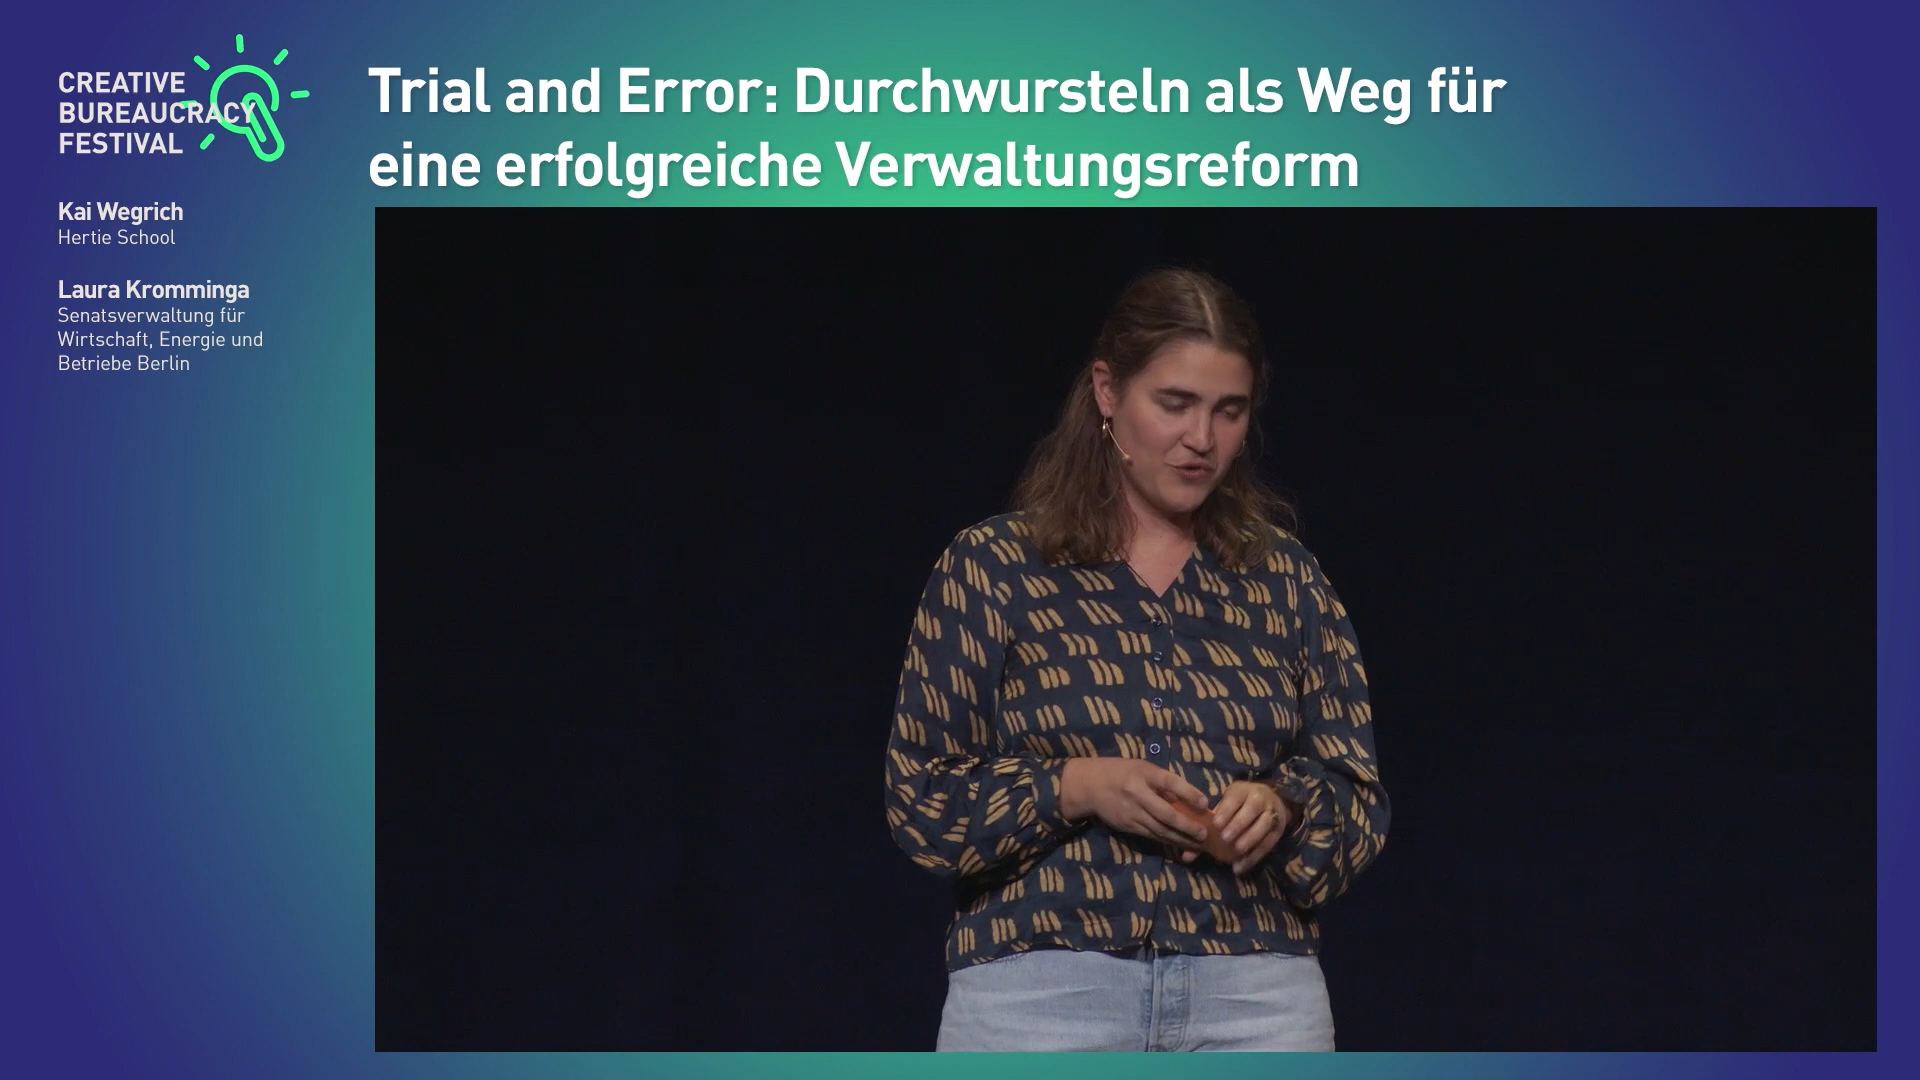 CREATIVE
BUREAUCRACY
FESTIVAL
Trial and Error: Durchwursteln als Weg für
eine erfolgreiche Verwaltungsreform
Kai Wegrich
Hertie School
Laura Kromminga
Senatsverwaltung für
Wirtschaft, Energie und
Betriebe Berlin